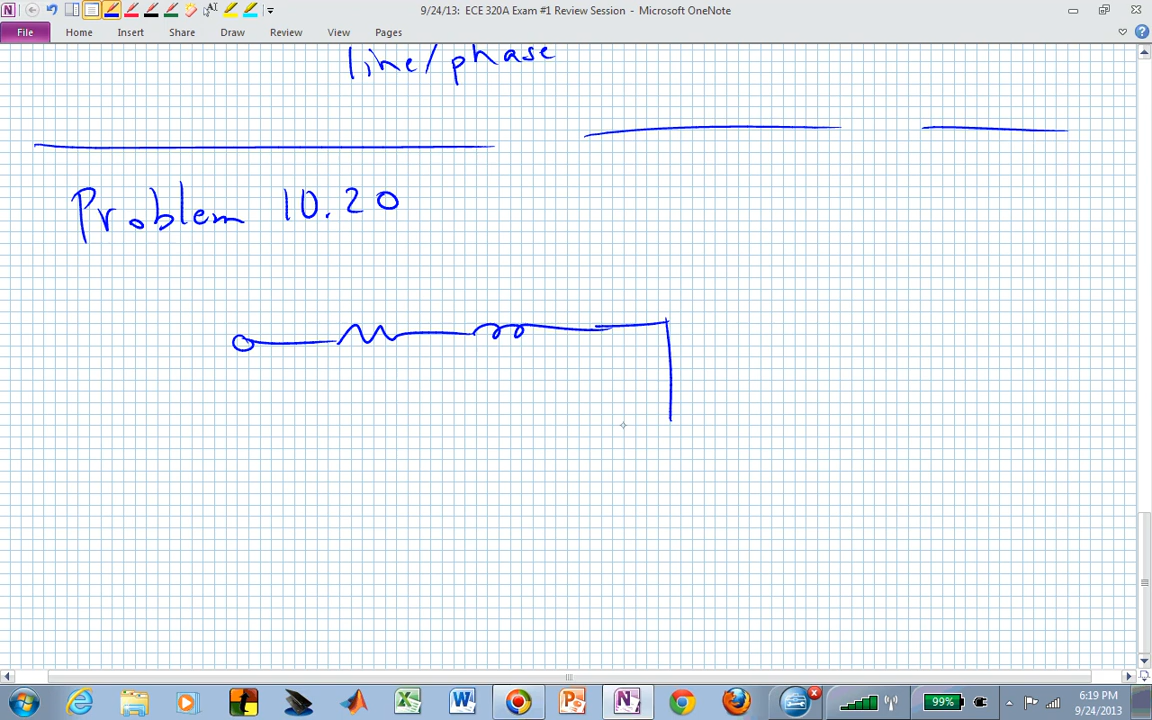 9/24/13: ECE 320A Exam #1 Review Session - Microsoft OneNote
File Home Insert Share Draw Review View Pages
line/phase
Problem 10.20
99%
6:19 PM
9/24/2013